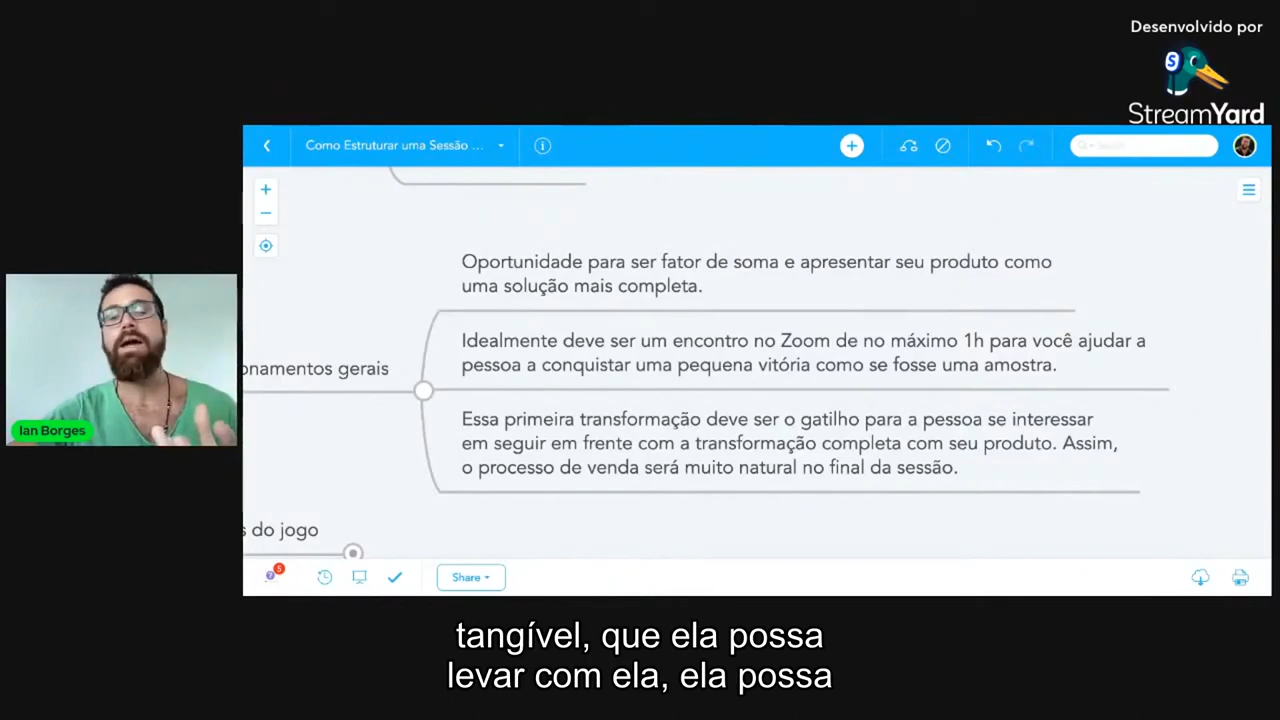 Desenvolvido por
StreamYard
Como Estruturar uma Sessão ...
Oportunidade para ser fator de soma e apresentar seu produto como
uma solução mais completa.
Idealmente deve ser um encontro no Zoom de no máximo 1h para você ajudar a
pessoa a conquistar uma pequena vitória como se fosse uma amostra.
onamentos gerais
Essa primeira transformação deve ser o gatilho para a pessoa se interessar
em seguir em frente com a transformação completa com seu produto. Assim,
o processo de venda será muito natural no final da sessão.
Ian Borges
s do jogo
5
Share
tangível, que ela possa
levar com ela, ela possa